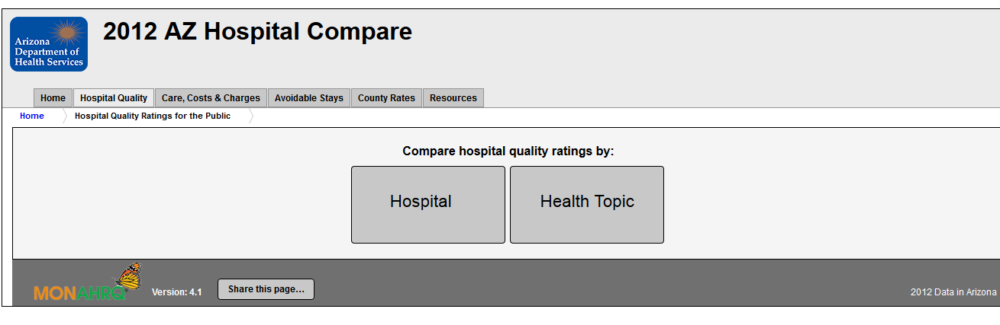 Arizona
Department of
Health Services
2012 AZ Hospital Compare
Home Hospital Quality Care, Costs & Charges Avoidable Stays County Rates Resources
Home Hospital Quality Ratings for the Public
Compare hospital quality ratings by:
Hospital Health Topic
MONAHRQ Version: 4.1 Share this page... 2012 Data in Arizona